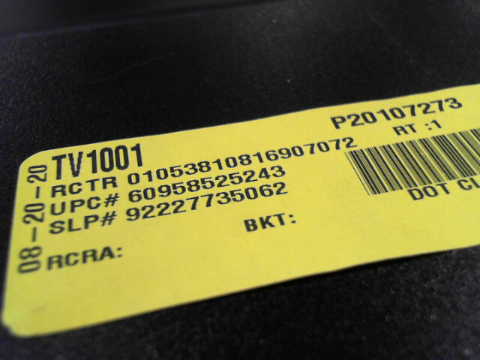 P20107273
TV1001
RT :1
RCTR 01053810816907072
UPC# 60958525243
SLP# 92227735062
DOT CL
BKT:
RCRA:
08-20-20